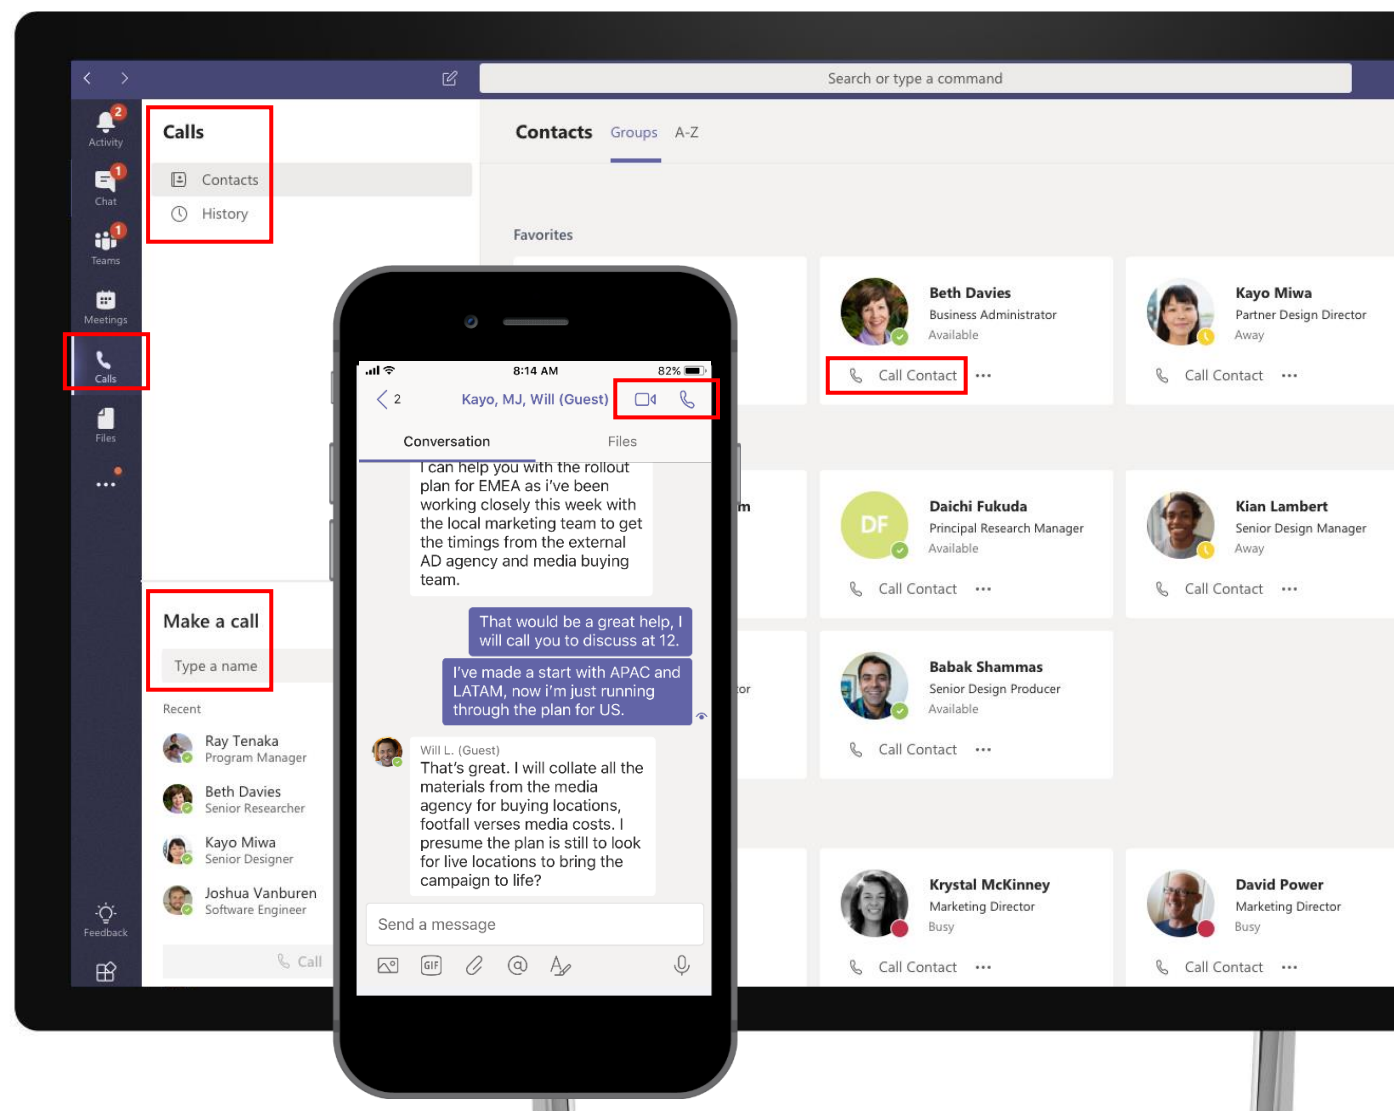 Search or type a command
2
Activity
1
Chat
1
Teams
Meetings
Calls
Files
Feedback
Calls
Contacts
History
Make a call
Type a name
Recent
Ray Tenaka
Program Manager
Beth Davies
Senior Researcher
Kayo Miwa
Senior Designer
Joshua Vanburen
Software Engineer
Call
Contacts Groups A-Z
Favorites
Beth Davies
Business Administrator
Available
Call Contact
Kayo Miwa
Partner Design Director
Away
Call Contact
DF
Daichi Fukuda
Principal Research Manager
Available
Call Contact
Kian Lambert
Senior Design Manager
Away
Call Contact
Babak Shammas
Senior Design Producer
Available
Call Contact
Krystal McKinney
Marketing Director
Busy
Call Contact
David Power
Marketing Director
Busy
Call Contact
8:14 AM 82%
2 Kayo, MJ, Will (Guest)
Conversation Files
I can help you with the rollout
plan for EMEA as i've been
working closely this week with
the local marketing team to get
the timings from the external
AD agency and media buying
team.
That would be a great help, I
will call you to discuss at 12.
I've made a start with APAC and
LATAM, now i'm just running
through the plan for US.
Will L. (Guest)
That's great. I will collate all the
materials from the media
agency for buying locations,
footfall verses media costs. I
presume the plan is still to look
for live locations to bring the
campaign to life?
Send a message
GIF